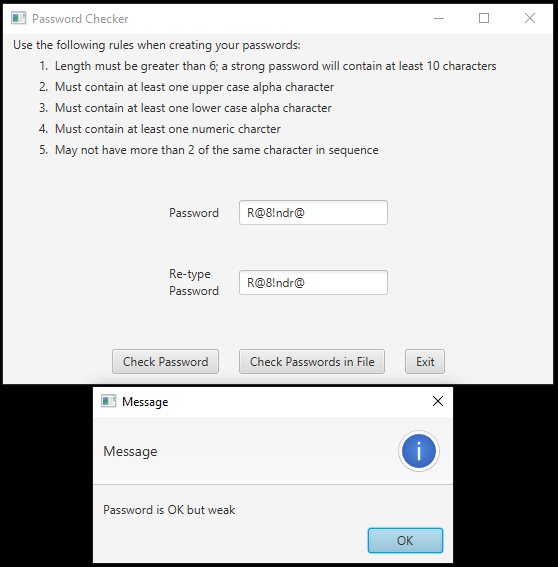 Password Checker
Use the following rules when creating your passwords:
1. Length must be greater than 6; a strong password will contain at least 10 characters
2. Must contain at least one upper case alpha character
3. Must contain at least one lower case alpha character
4. Must contain at least one numeric charcter
5. May not have more than 2 of the same character in sequence
Password R@8!ndr@
Re-type
Password R@8!ndr@
Check Password Check Passwords in File Exit
Message
Message
i
Password is OK but weak
OK